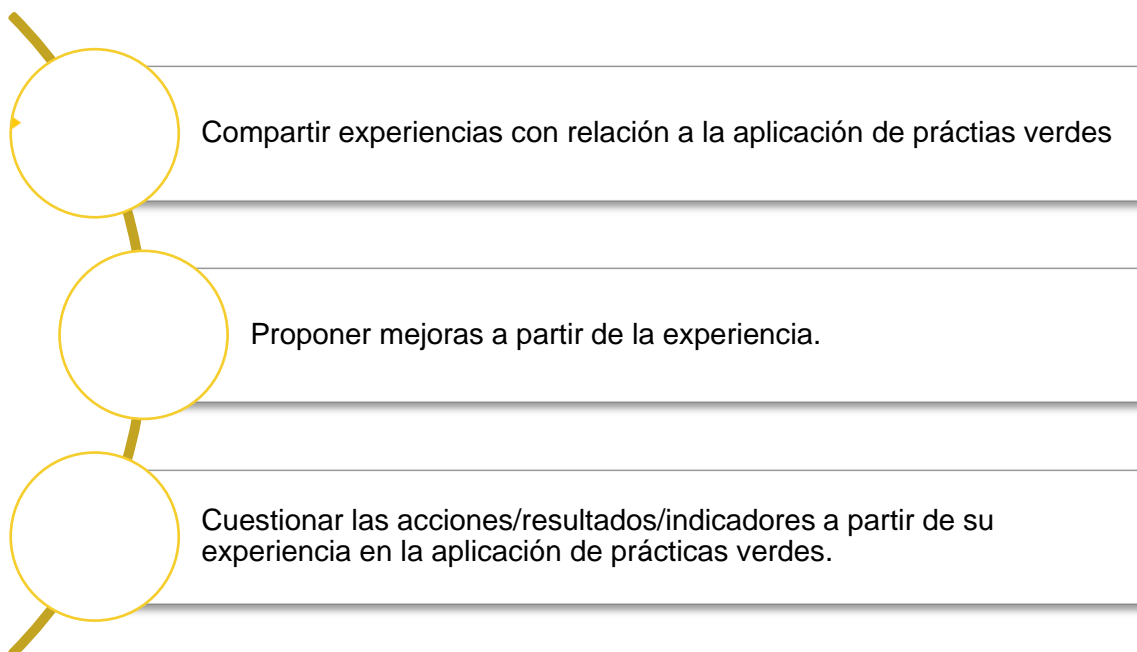 Compartir experiencias con relación a la aplicación de práctias verdes
Proponer mejoras a partir de la experiencia.
Cuestionar las acciones/resultados/indicadores a partir de su
experiencia en la aplicación de prácticas verdes.